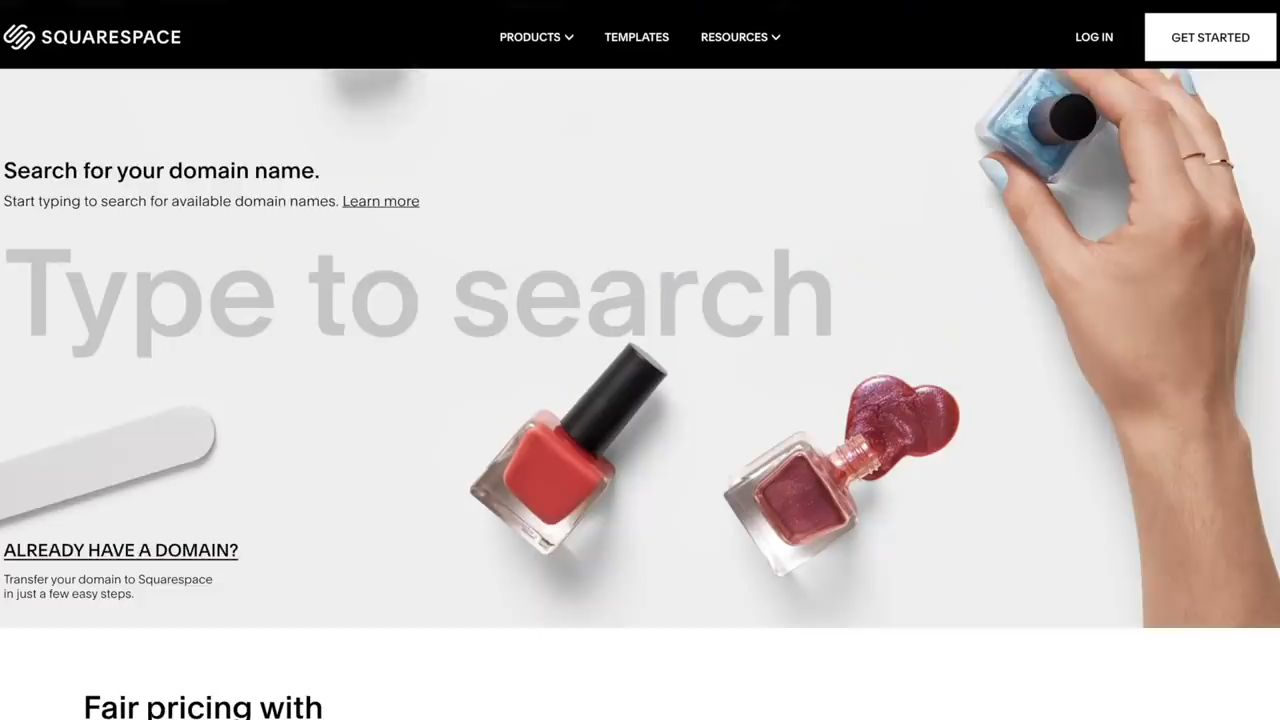 SQUARESPACE
PRODUCTS
TEMPLATES
RESOURCES
LOG IN
GET STARTED
Search for your domain name.
Start typing to search for available domain names. Learn more
Type to search
ALREADY HAVE A DOMAIN?
Transfer your domain to Squarespace
in just a few easy steps.
Fair pricing with